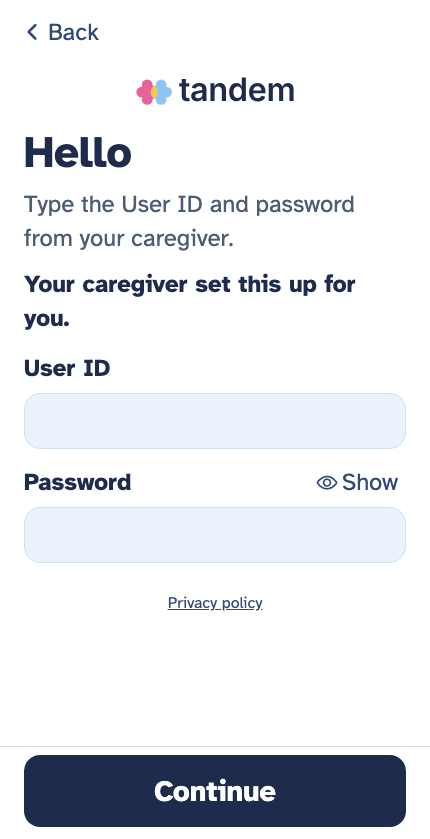 Back
tandem
Hello
Type the User ID and password
from your caregiver.
Your caregiver set this up for
you.
User ID
Password
Show
Privacy policy
Continue